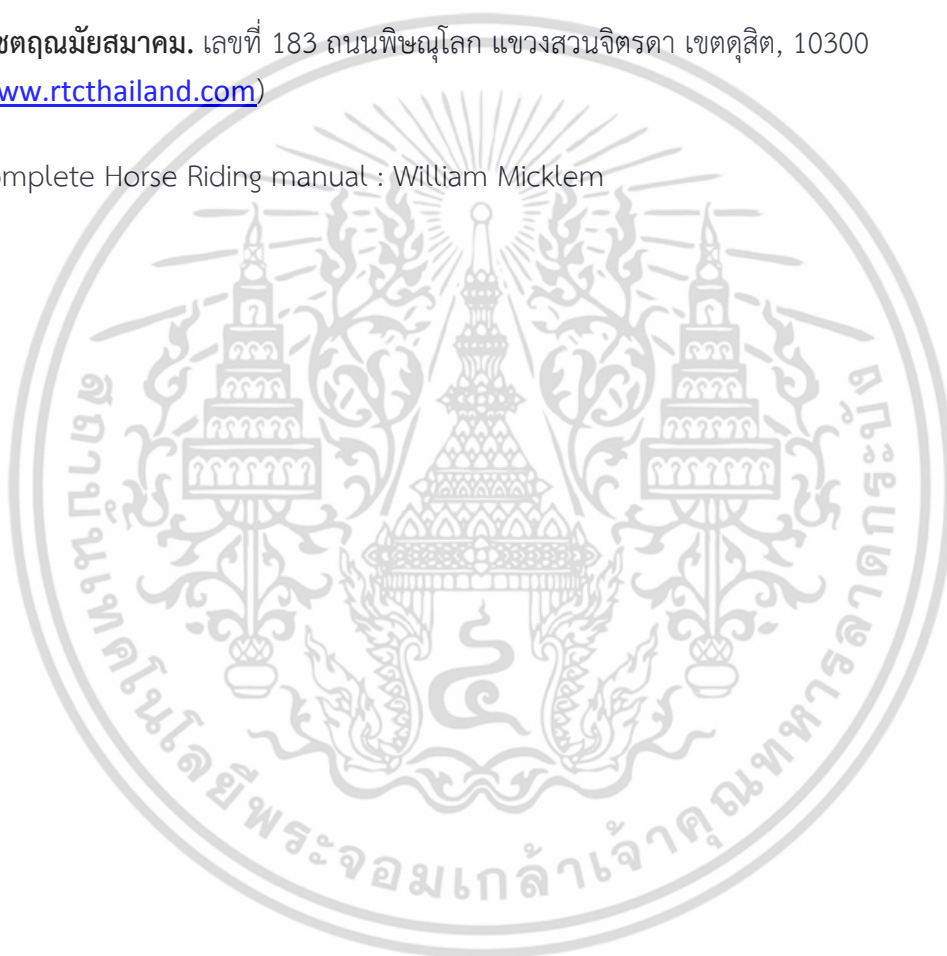 ชตฤณมัยสมาคม. เลขที่ 183 ถนนพิษณุโลก แขวงสวนจิตรดา เขตดุสิต, 10300
ww.rtcthailand.com)
omplete Horse Riding manual : William Micklem
สถาบันเทคโนโลยีพระจอมเกล้าเจ้าคุณทหารลาดกระบัง
๔